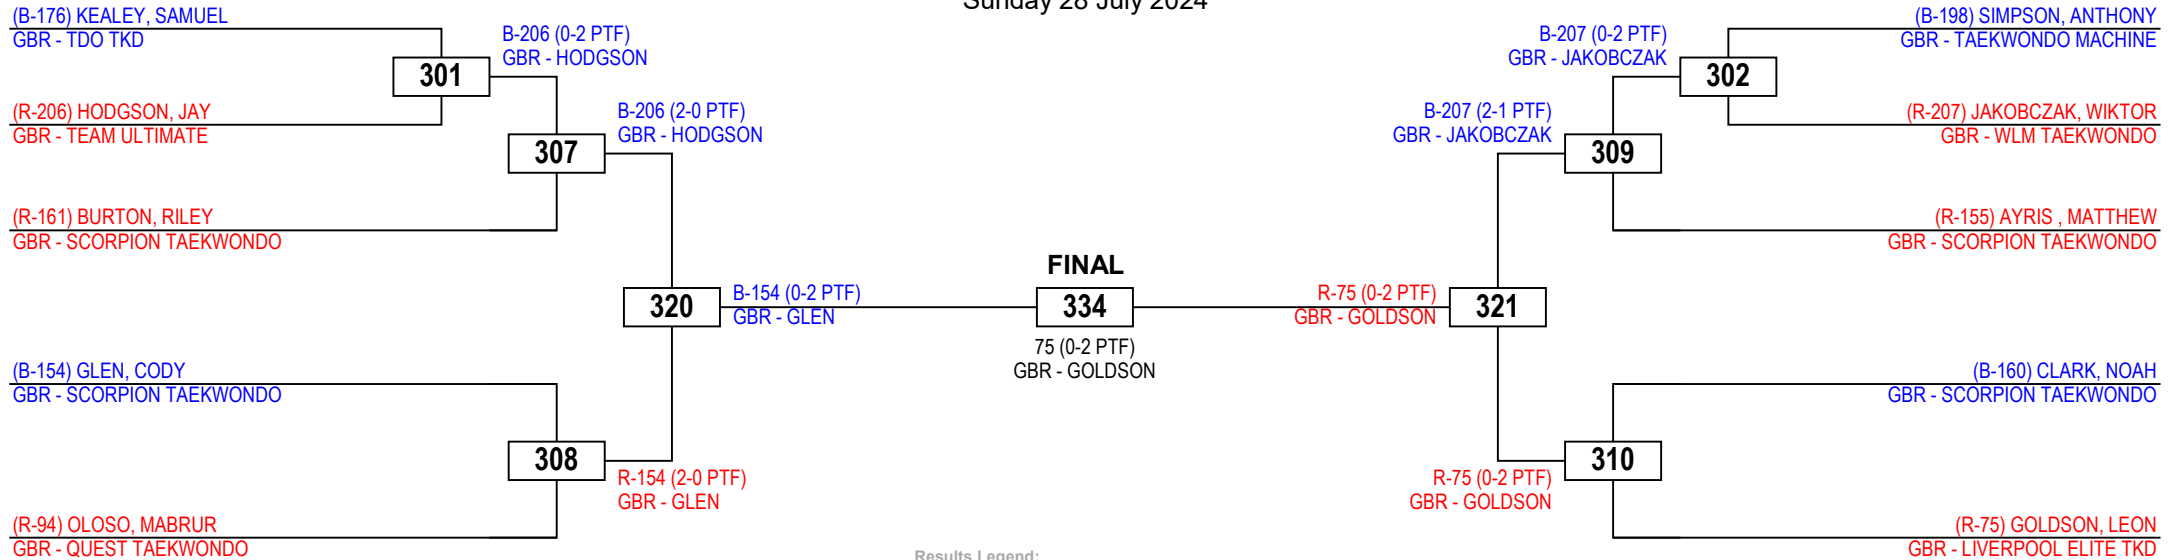 Sunday 28 July 2024
(B-176) KEALEY, SAMUEL
GBR - TDO TKD
301
B-206 (0-2 PTF)
GBR - HODGSON
(R-206) HODGSON, JAY
GBR - TEAM ULTIMATE
307
B-206 (2-0 PTF)
GBR - HODGSON
(R-161) BURTON, RILEY
GBR - SCORPION TAEKWONDO
320
B-154 (0-2 PTF)
GBR - GLEN
(B-154) GLEN, CODY
GBR - SCORPION TAEKWONDO
308
R-154 (2-0 PTF)
GBR - GLEN
(R-94) OLOSO, MABRUR
GBR - QUEST TAEKWONDO
FINAL
334
75 (0-2 PTF)
GBR - GOLDSON
B-207 (0-2 PTF)
GBR - JAKOBCZAK
302
(B-198) SIMPSON, ANTHONY
GBR - TAEKWONDO MACHINE
(R-207) JAKOBCZAK, WIKTOR
GBR - WLM TAEKWONDO
B-207 (2-1 PTF)
GBR - JAKOBCZAK
309
(R-155) AYRIS , MATTHEW
GBR - SCORPION TAEKWONDO
R-75 (0-2 PTF)
GBR - GOLDSON
321
(B-160) CLARK, NOAH
GBR - SCORPION TAEKWONDO
R-75 (0-2 PTF)
GBR - GOLDSON
310
(R-75) GOLDSON, LEON
GBR - LIVERPOOL ELITE TKD
Results Legend: